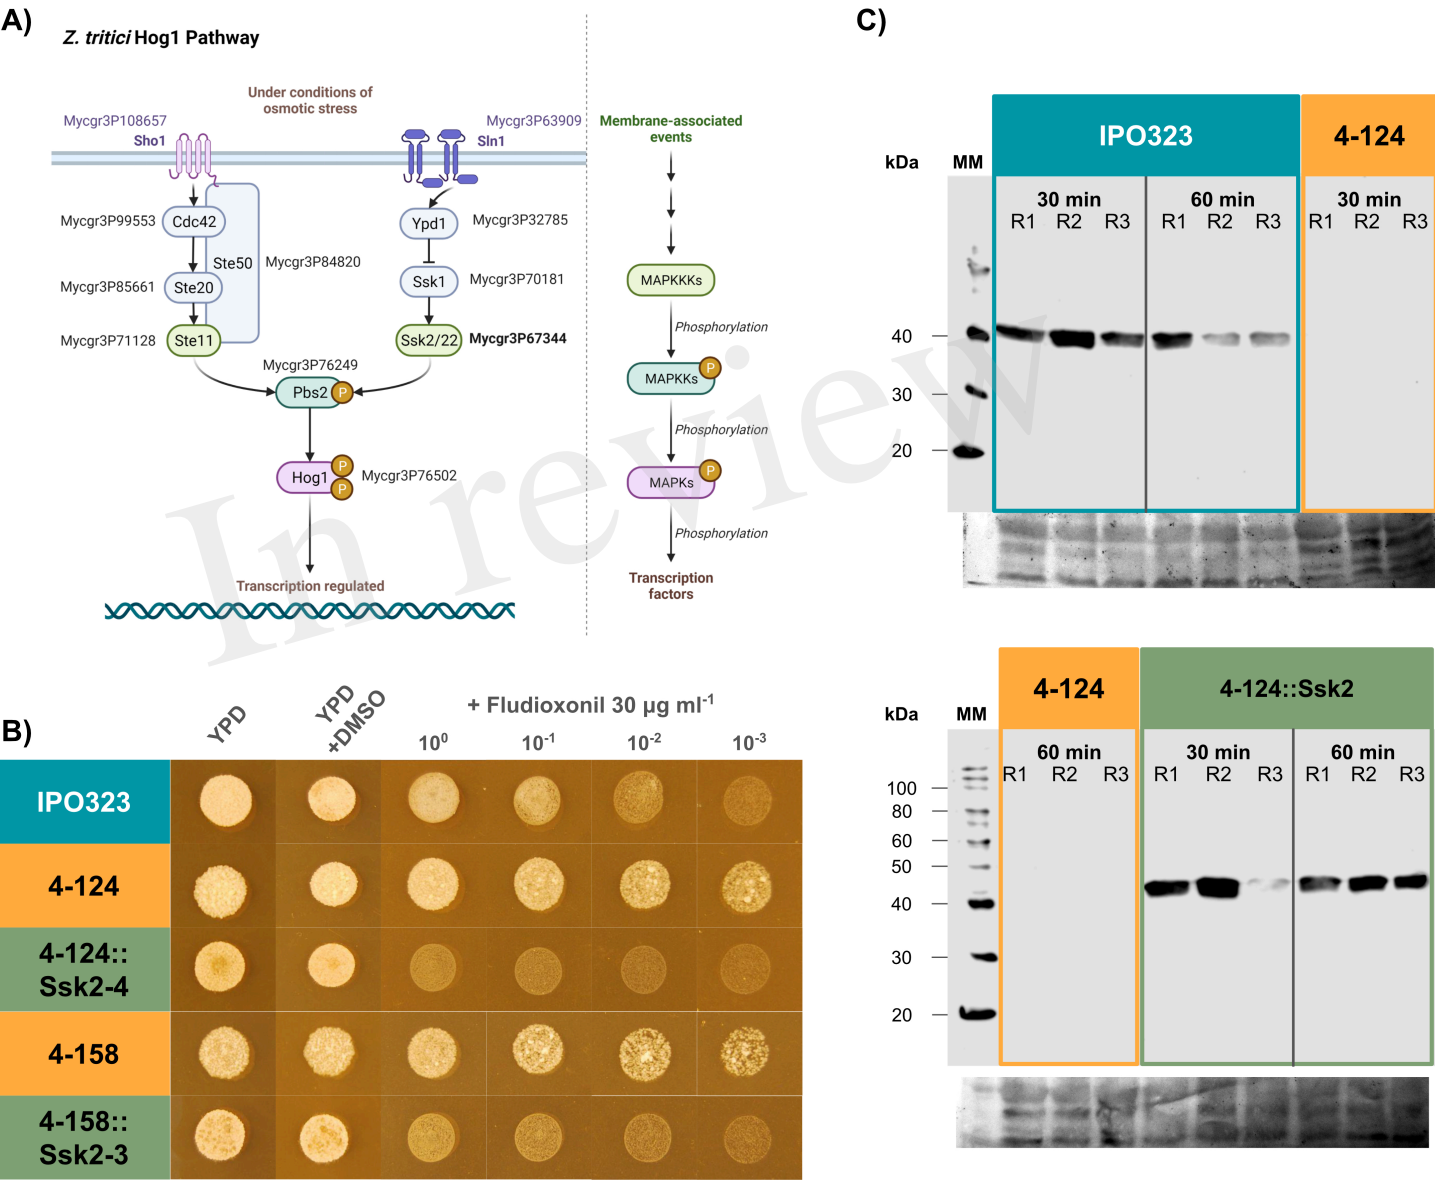 A)
Z. tritici Hog1 Pathway
Under conditions of
osmotic stress
Mycgr3P108657
Sho1
Mycgr3P63909
Sln1
Mycgr3P99553
Cdc42
Ste50
Mycgr3P84820
Mycgr3P85661
Ste20
Mycgr3P71128
Ste11
Ypd1
Mycgr3P32785
Ssk1
Mycgr3P70181
Ssk2/22
Mycgr3P67344
Mycgr3P76249
Pbs2
P
Hog1
P
P
Mycgr3P76502
Transcription regulated
Membrane-associated
events
MAPKKKs
Phosphorylation
MAPKKs
P
Phosphorylation
MAPKs
P
Phosphorylation
Transcription
factors
In review
B)
YPD
YPD
+DMSO
+ Fludioxonil 30 µg ml-1
100
10-1
10-2
10-3
IPO323
4-124
4-124::
Ssk2-4
4-158
4-158::
Ssk2-3
C)
IPO323
4-124
kDa
MM
30 min
60 min
30 min
R1 R2 R3
R1 R2 R3
R1 R2 R3
40
30
20
4-124
4-124::Ssk2
kDa
MM
60 min
30 min
60 min
R1 R2 R3
R1 R2 R3
R1 R2 R3
100
80
60
50
40
30
20